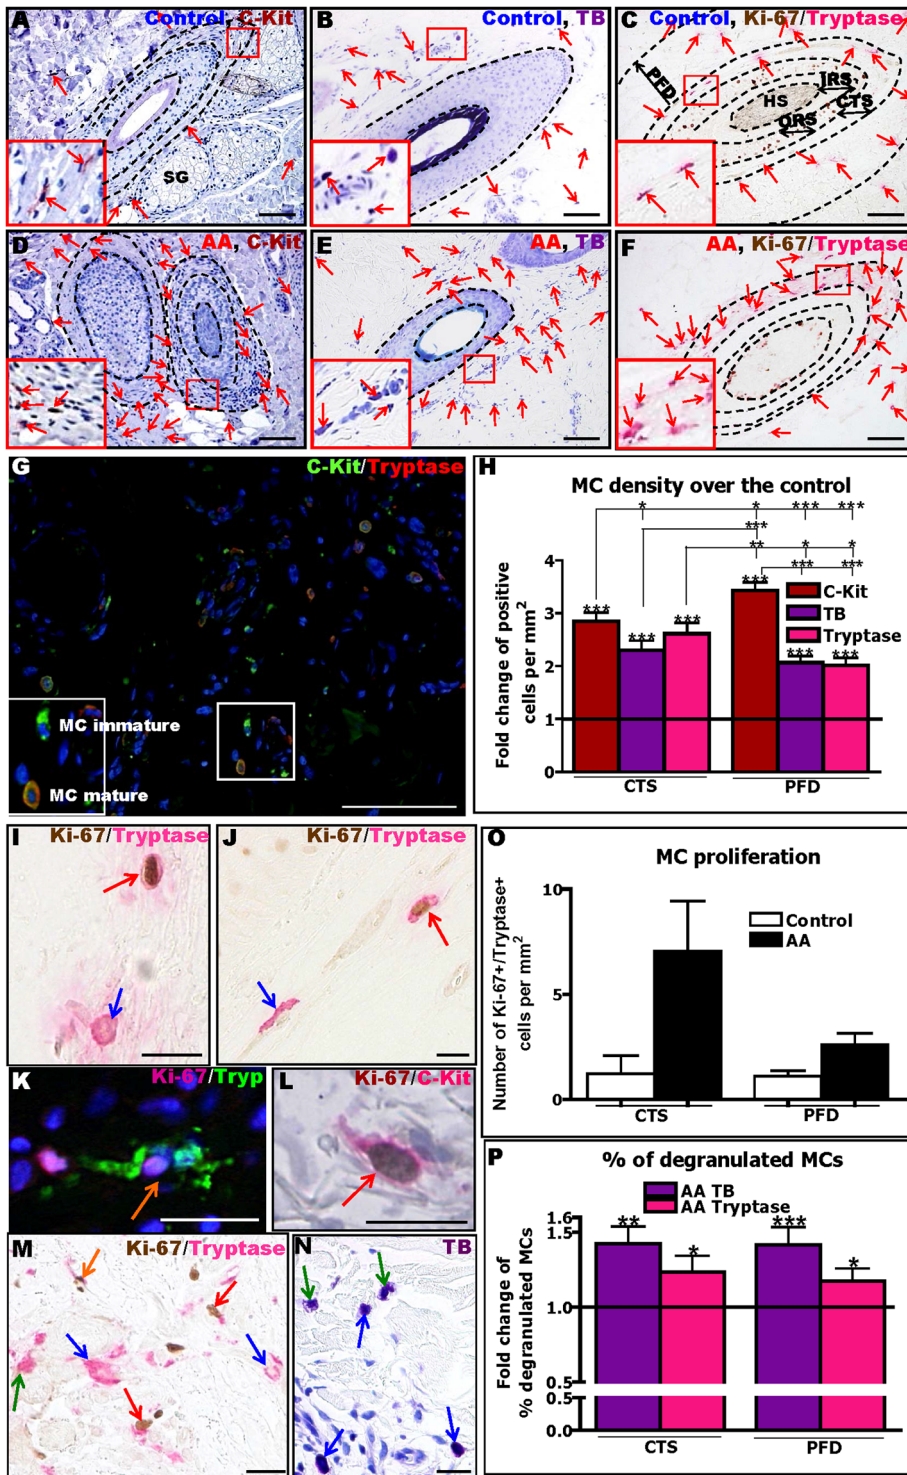 A Control, C-Kit
SG
B Control, TB
C Control, Ki-67/Tryptase
PFD
IRS
HS
CTS
ORS
D AA, C-Kit
E AA, TB
F AA, Ki-67/Tryptase
G C-Kit/Tryptase
MC immature
MC mature
H
MC density over the control
* * *** ***
***
** * *
*** ***
*** *** *** *** *** ***
C-Kit
TB
Tryptase
Fold change of positive
cells per mm²
4
3
2
1
0
CTS PFD
I Ki-67/Tryptase
J Ki-67/Tryptase
K Ki-67/Tryp
L Ki-67/C-Kit
M Ki-67/Tryptase
N TB
O
MC proliferation
Control
AA
Number of Ki-67+/Tryptase+
cells per mm²
10
5
0
CTS PFD
P % of degranulated MCs
AA TB
AA Tryptase
** * *** *
Fold change of
% degranulated MCs
1.6
1.5
1.0
0.5
0.5
0.0
CTS PFD